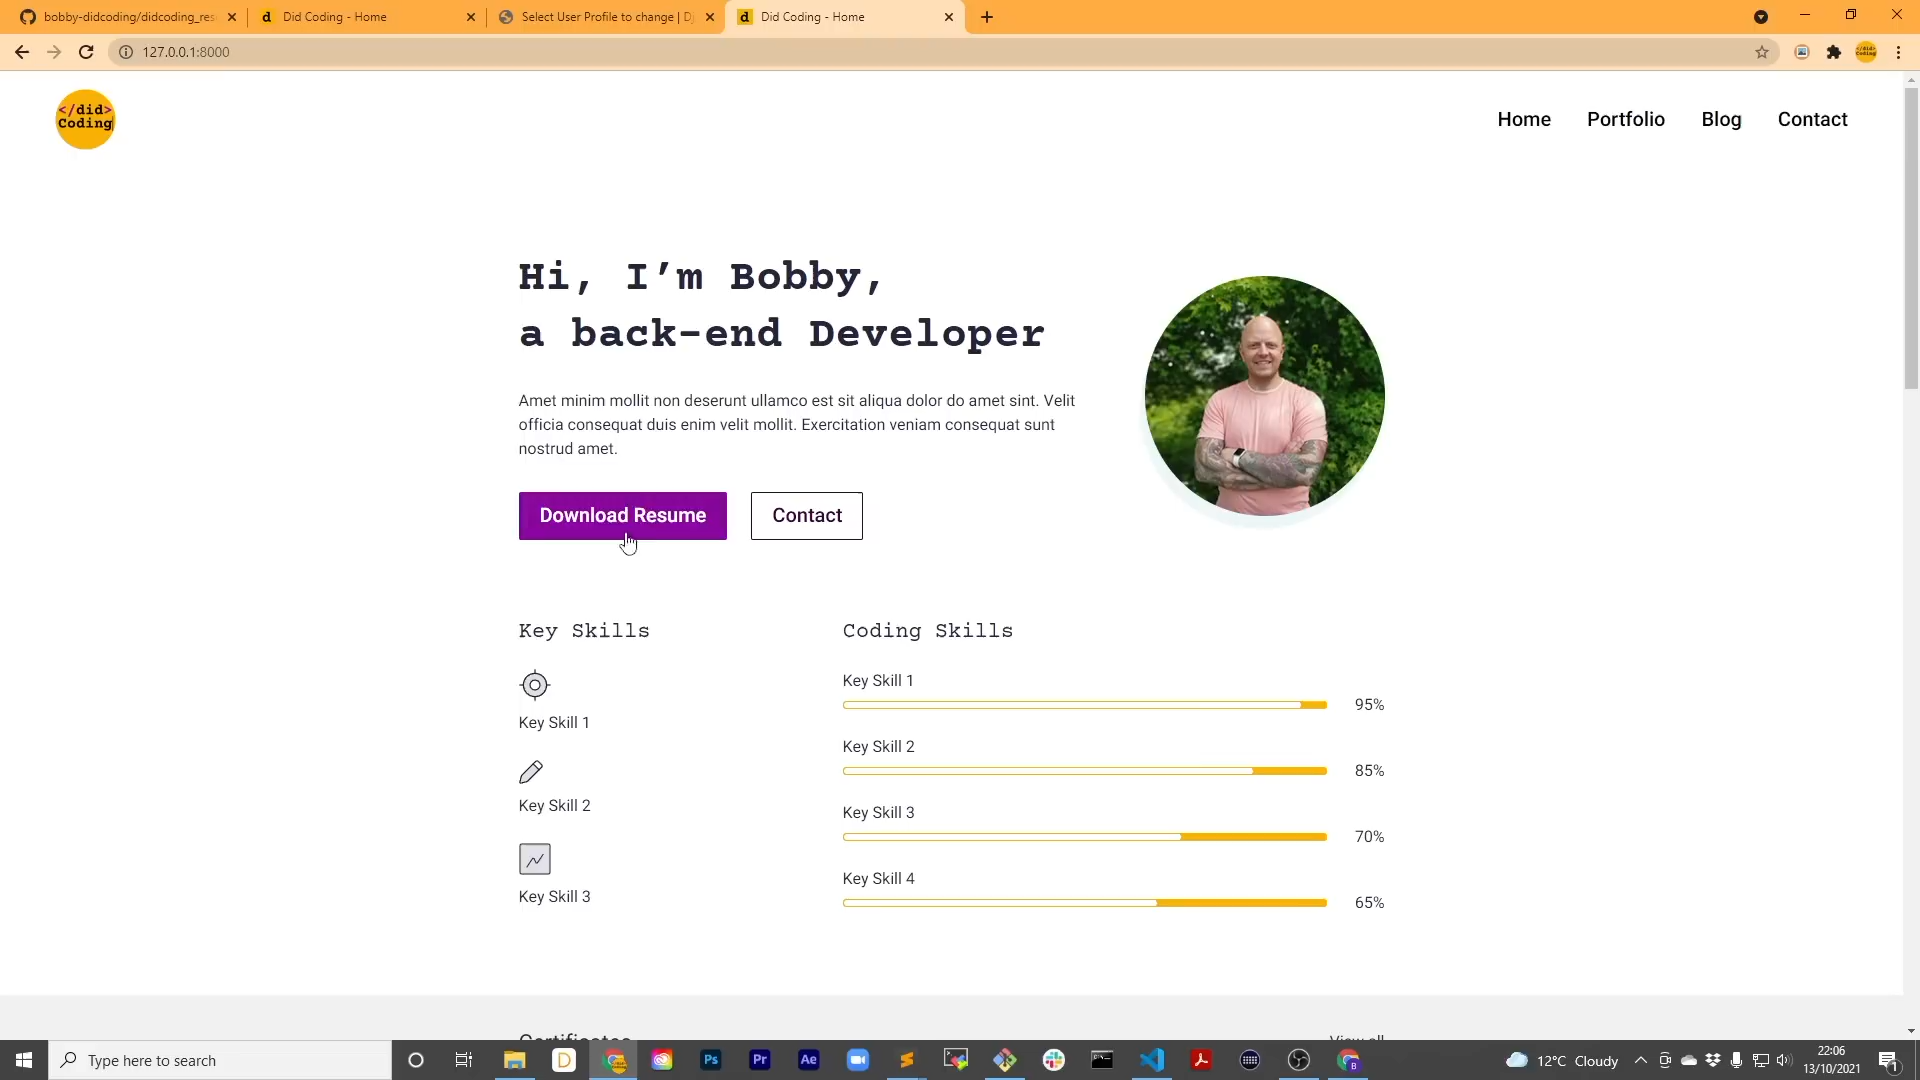 bobby-didcoding/didcoding_res
Did Coding - Home
Select User Profile to change | Dj
Did Coding - Home
127.0.0.1:8000
</did>
Coding
Home
Portfolio
Blog
Contact
Hi, I’m Bobby,
a back-end Developer
Amet minim mollit non deserunt ullamco est sit aliqua dolor do amet sint. Velit
officia consequat duis enim velit mollit. Exercitation veniam consequat sunt
nostrud amet.
Download Resume
Contact
Key Skills
Key Skill 1
Key Skill 2
Key Skill 3
Coding Skills
Key Skill 1
95%
Key Skill 2
85%
Key Skill 3
70%
Key Skill 4
65%
Certificates
View all
Type here to search
Ps
Pr
Ae
12°C Cloudy
22:06
13/10/2021